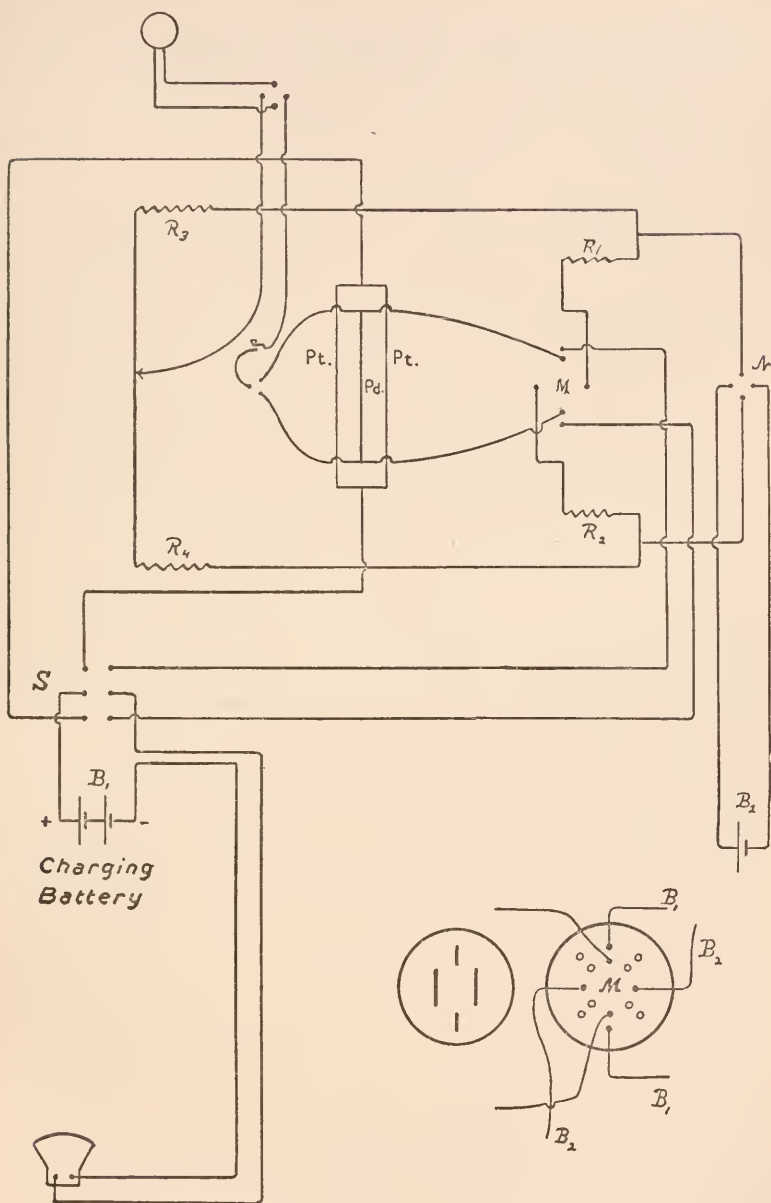 R3
R1
Pt.
Pt.
Pd.
M
N
R2
R4
S
B1
+
-
B2
Charging
Battery
B1
B2
M
B1
B2